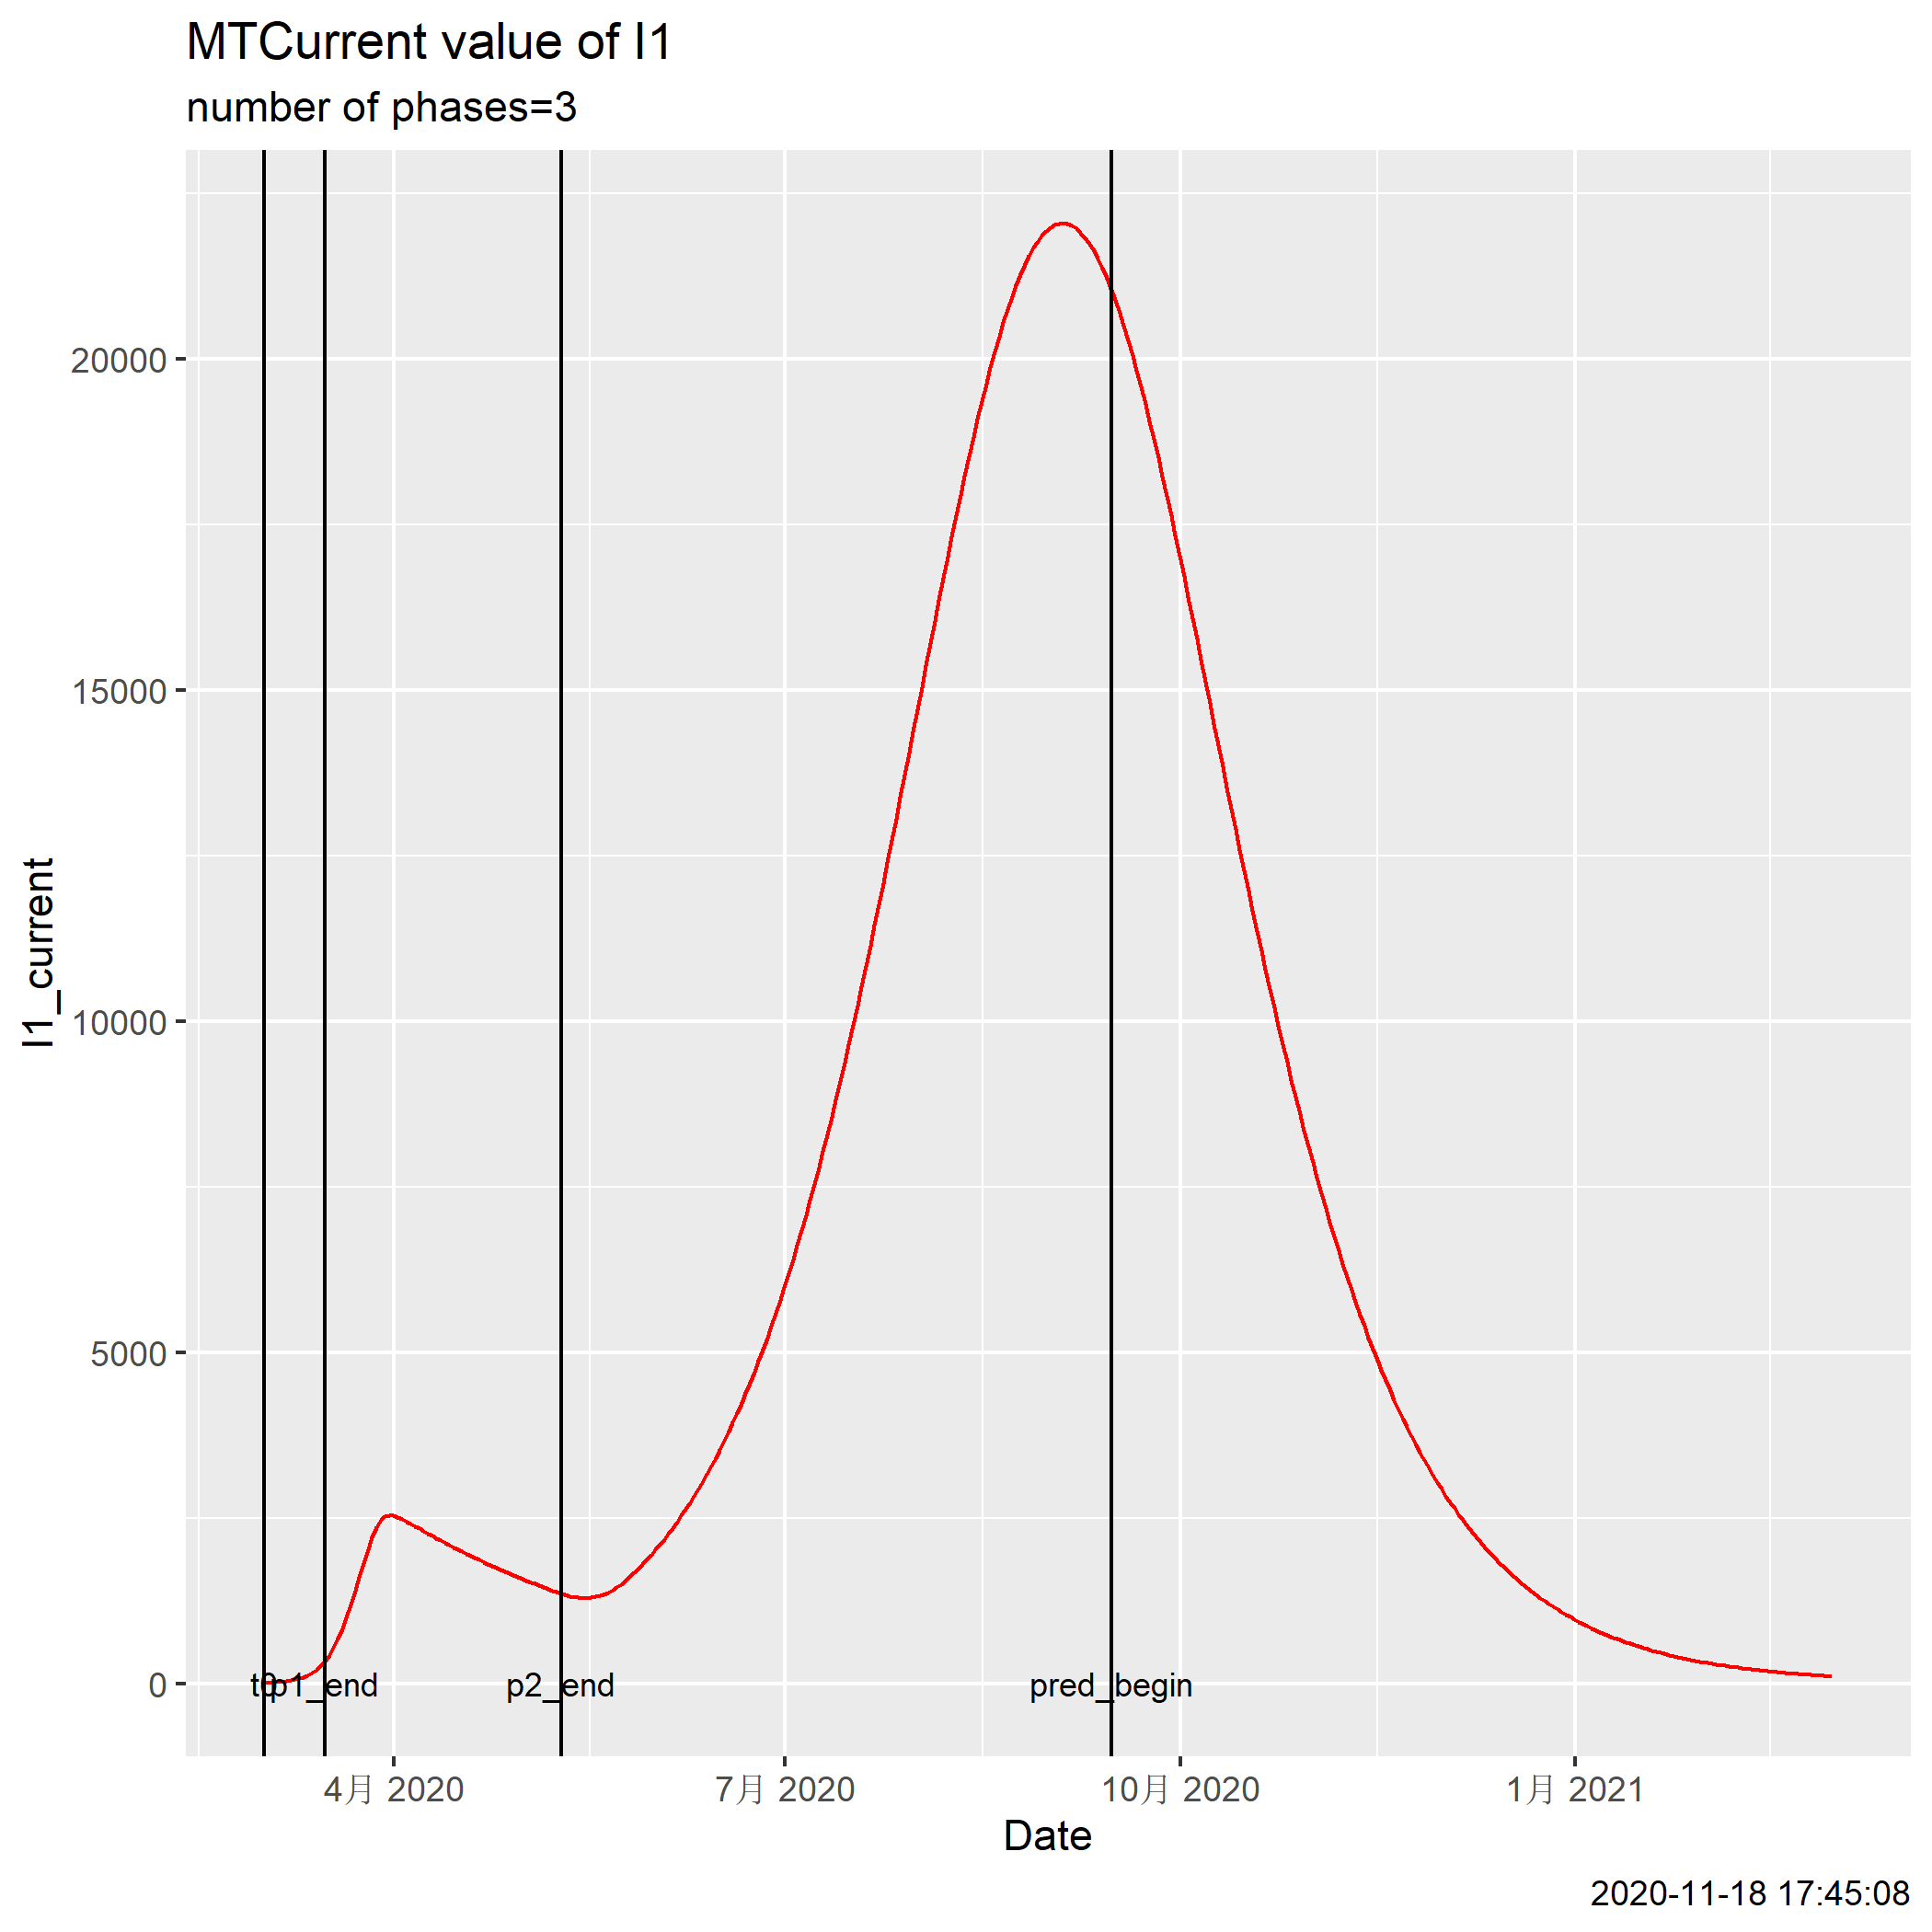 MTCurrent value of I1
number of phases=3
I1_current
20000
15000
10000
5000
0
t0
p1_end
p2_end
pred_begin
4月 2020
7月 2020
10月 2020
1月 2021
Date
2020-11-18 17:45:08